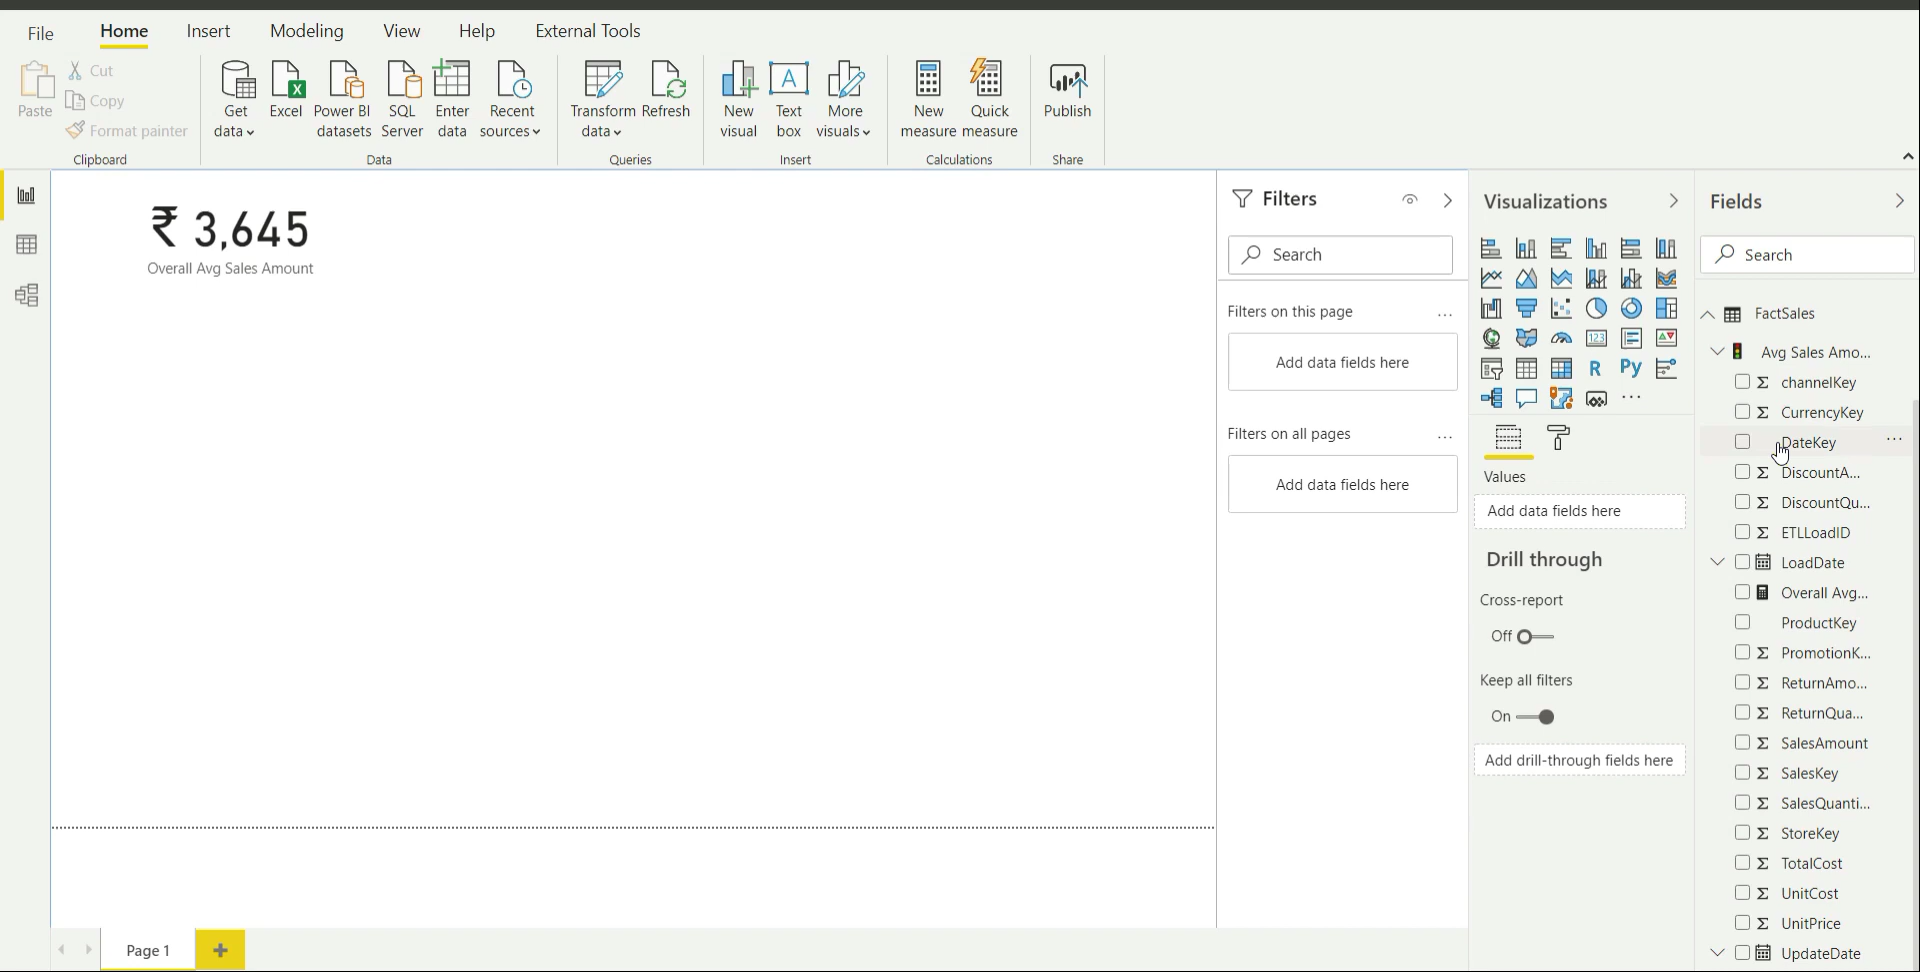 File
Home
Insert
Modeling
View
Help
External Tools
Paste
Cut
Copy
Format painter
Clipboard
Get
data
Excel
Power BI
datasets
SQL
Server
Enter
data
Recent
sources
Data
Transform
data
Refresh
Queries
New
visual
Text
box
More
visuals
Insert
New
measure
Quick
measure
Calculations
Publish
Share
₹ 3,645
Overall Avg Sales Amount
Filters
Search
Filters on this page
...
Add data fields here
Filters on all pages
...
Add data fields here
Visualizations
123
R
Py
...
Values
Add data fields here
Drill through
Cross-report
Off
Keep all filters
On
Add drill-through fields here
Fields
Search
FactSales
Avg Sales Amo...
Σ channelKey
Σ CurrencyKey
DateKey ...
Σ DiscountA...
Σ DiscountQu...
Σ ETLLoadID
LoadDate
Overall Avg...
ProductKey
Σ PromotionK...
Σ ReturnAmo...
Σ ReturnQua...
Σ SalesAmount
Σ SalesKey
Σ SalesQuanti...
Σ StoreKey
Σ TotalCost
Σ UnitCost
Σ UnitPrice
UpdateDate
Page 1
+